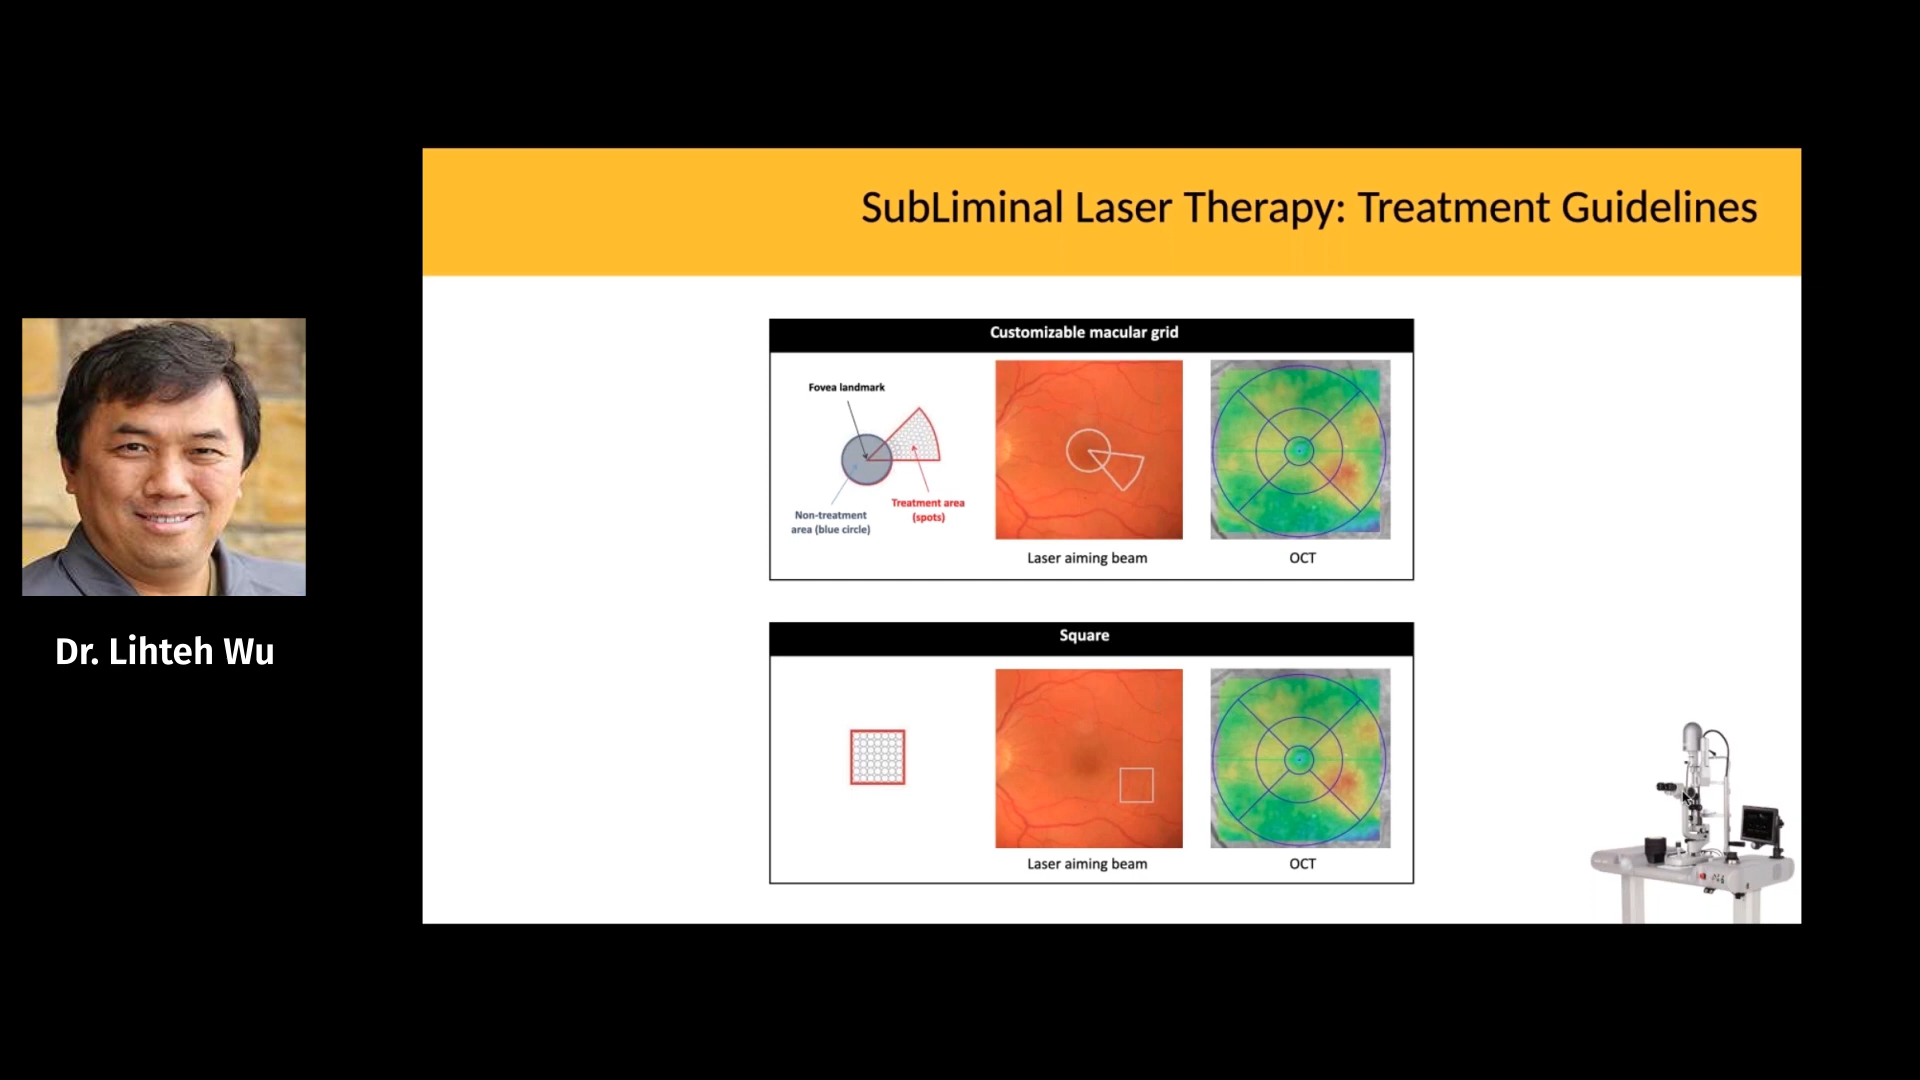 SubLiminal Laser Therapy: Treatment Guidelines
Customizable macular grid
Fovea landmark
Non-treatment
area (blue circle)
Treatment area
(spots)
Laser aiming beam
OCT
Square
Laser aiming beam
OCT
Dr. Lihteh Wu